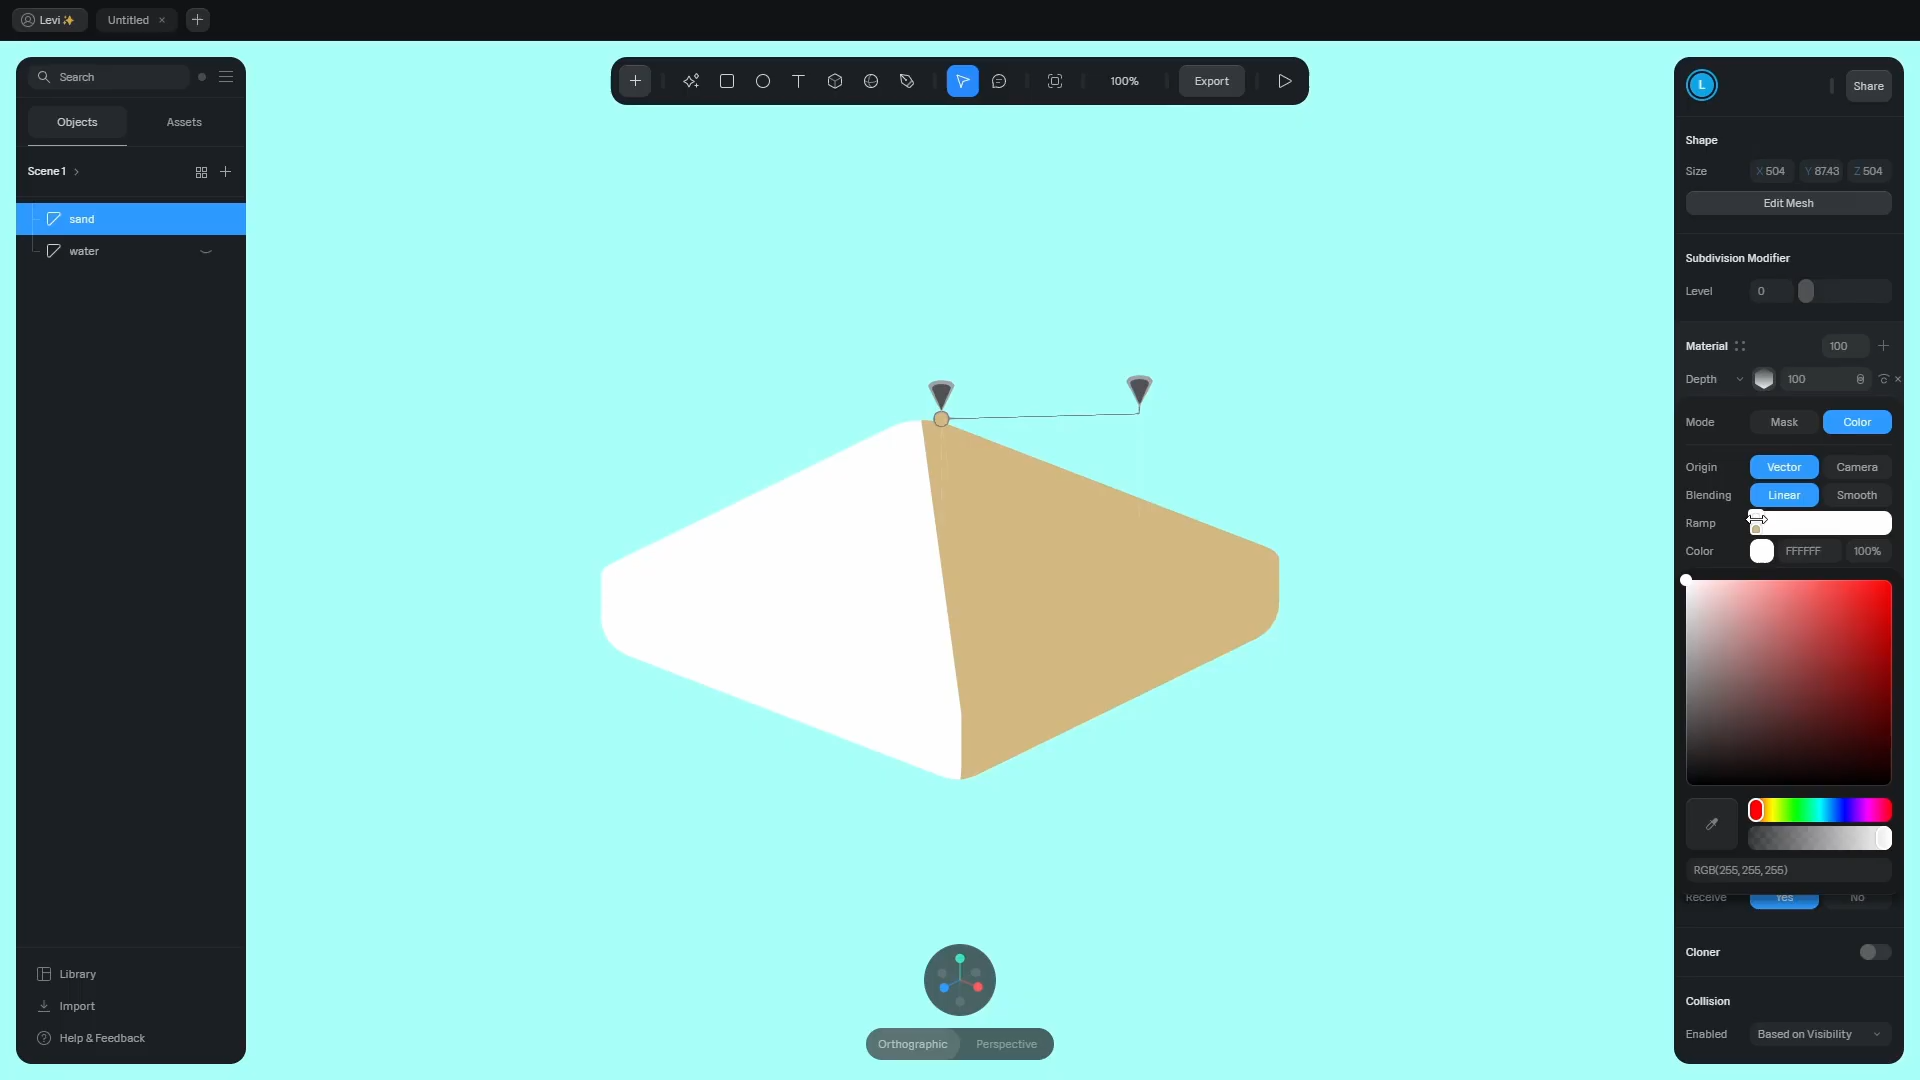 Levi✨
Untitled ×
Search
100%
Export
L
Share
Objects
Assets
Scene 1
sand
water
Shape
Size
X 504
Y 87.43
Z 504
Edit Mesh
Subdivision Modifier
Level
0
Material
100
Depth
100
Mode
Mask
Color
Origin
Vector
Camera
Blending
Linear
Smooth
Ramp
Color
FFFFFF
100%
RGB(255, 255, 255)
Receive
Yes
No
Cloner
Collision
Enabled
Based on Visibility
Library
Import
Help & Feedback
Orthographic
Perspective